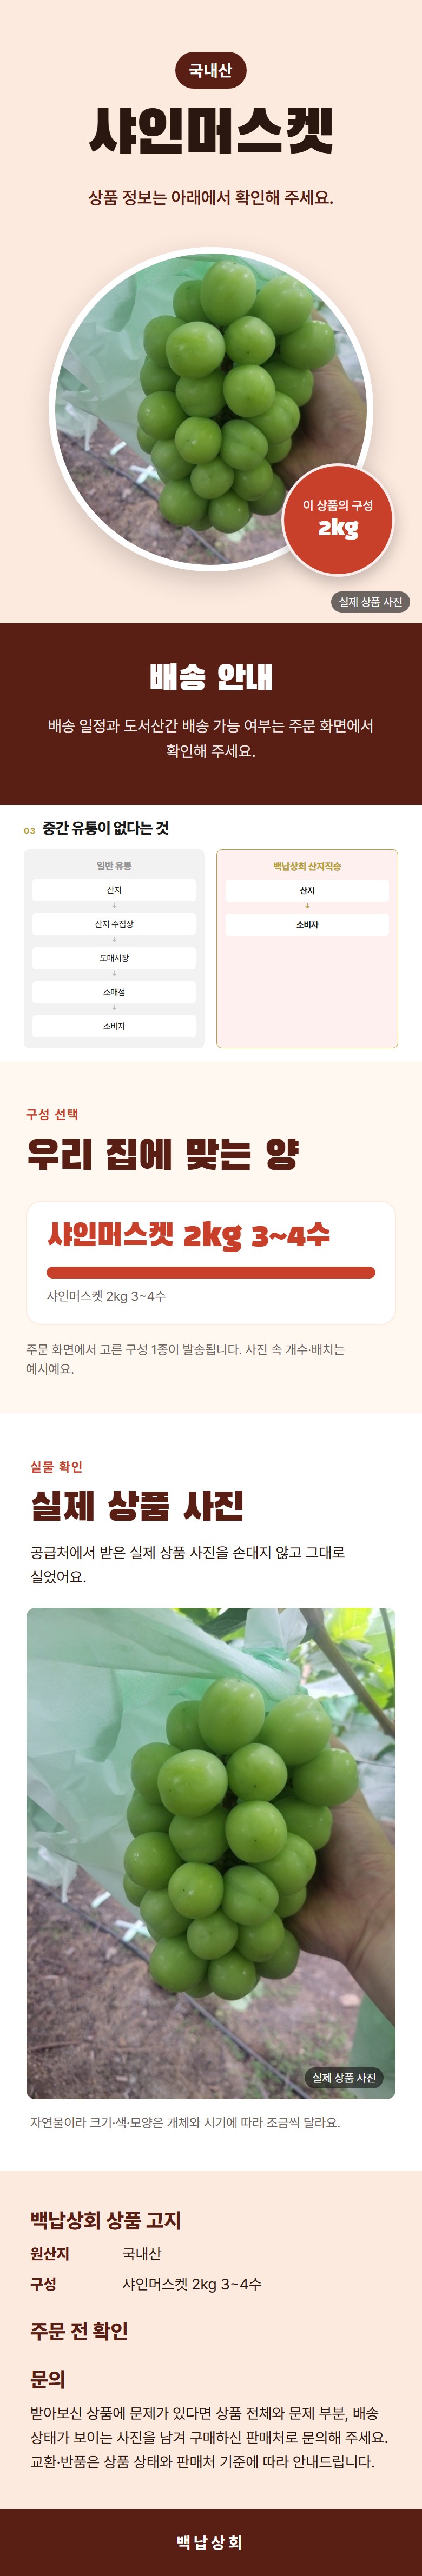 국내산
샤인머스켓
상품 정보는 아래에서 확인해 주세요.
이 상품의 구성
2kg
실제 상품 사진
배송 안내
배송 일정과 도서산간 배송 가능 여부는 주문 화면에서
확인해 주세요.
03 중간 유통이 없다는 것
일반 유통
산지
↓
산지 수집상
↓
도매시장
↓
소매점
↓
소비자
백납상회 산지직송
산지
↓
소비자
구성 선택
우리 집에 맞는 양
샤인머스켓 2kg 3~4수
샤인머스켓 2kg 3~4수
주문 화면에서 고른 구성 1종이 발송됩니다. 사진 속 개수·배치는
예시예요.
실물 확인
실제 상품 사진
공급처에서 받은 실제 상품 사진을 손대지 않고 그대로
실었어요.
실제 상품 사진
자연물이라 크기·색·모양은 개체와 시기에 따라 조금씩 달라요.
백납상회 상품 고지
원산지 국내산
구성 샤인머스켓 2kg 3~4수
주문 전 확인
문의
받아보신 상품에 문제가 있다면 상품 전체와 문제 부분, 배송
상태가 보이는 사진을 남겨 구매하신 판매처로 문의해 주세요.
교환·반품은 상품 상태와 판매처 기준에 따라 안내드립니다.
백납상회